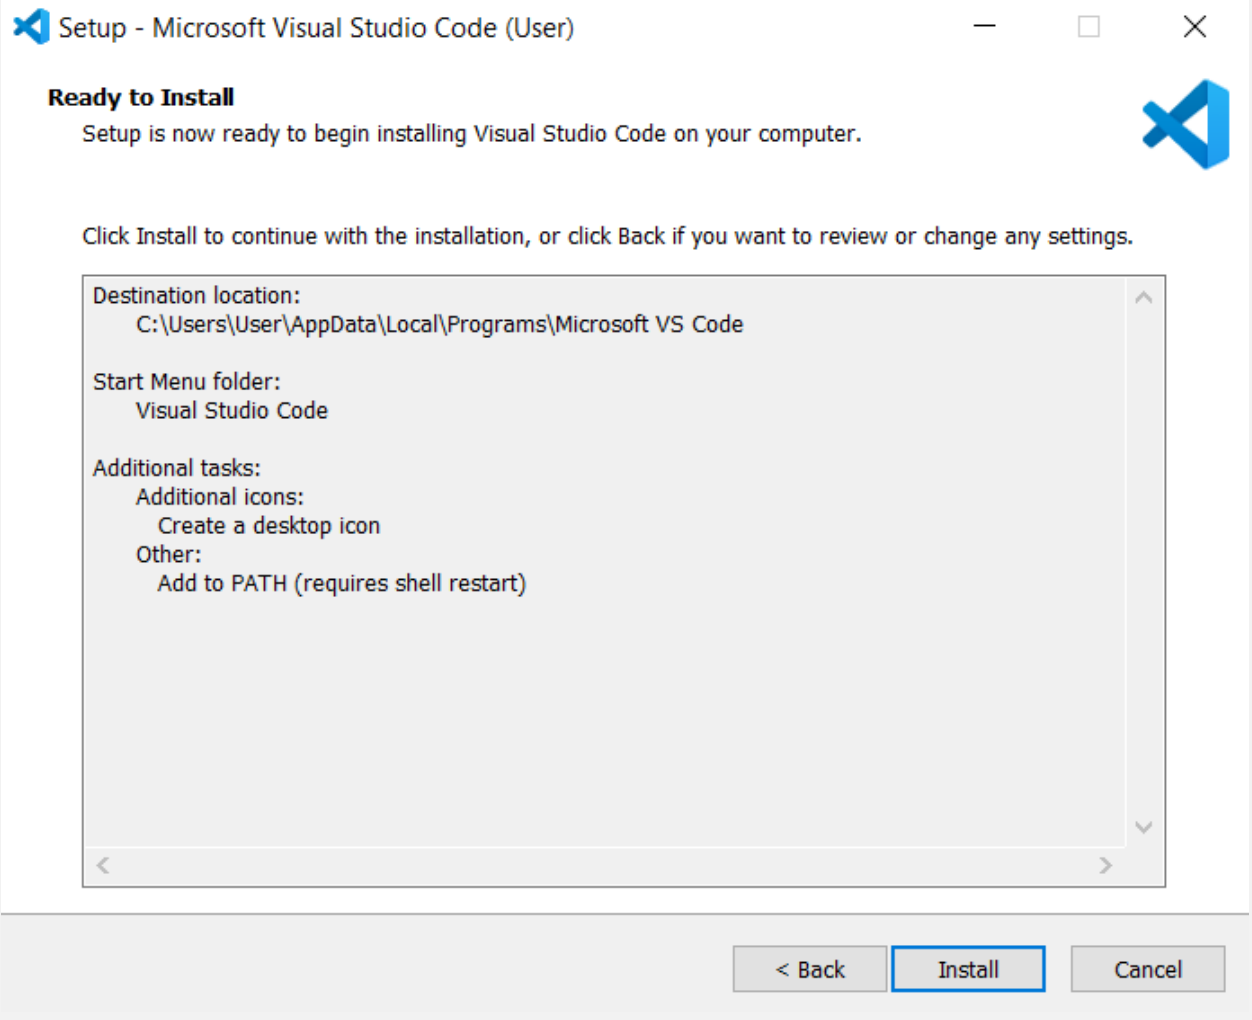 Setup - Microsoft Visual Studio Code (User)
Ready to Install
Setup is now ready to begin installing Visual Studio Code on your computer.
Click Install to continue with the installation, or click Back if you want to review or change any settings.
Destination location:
C:\Users\User\AppData\Local\Programs\Microsoft VS Code
Start Menu folder:
Visual Studio Code
Additional tasks:
Additional icons:
Create a desktop icon
Other:
Add to PATH (requires shell restart)
< Back
Install
Cancel